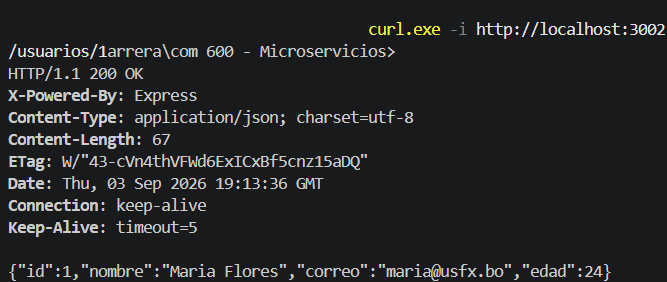 curl.exe -i http://localhost:3002
/usuarios/1arrera\com 600 - Microservicios>
HTTP/1.1 200 OK
X-Powered-By: Express
Content-Type: application/json; charset=utf-8
Content-Length: 67
ETag: W/"43-cVn4thVFWd6ExICxBf5cnz15aDQ"
Date: Thu, 03 Sep 2026 19:13:36 GMT
Connection: keep-alive
Keep-Alive: timeout=5

{"id":1,"nombre":"Maria Flores","correo":"maria@usfx.bo","edad":24}